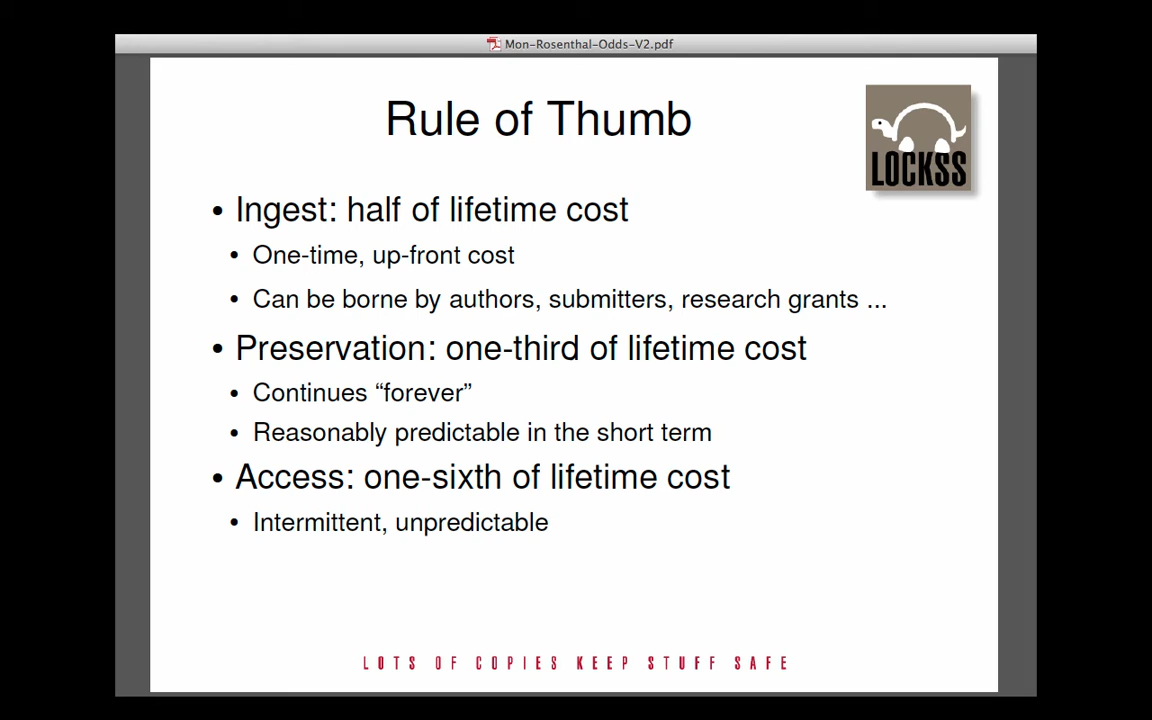 Mon-Rosenthal-Odds-V2.pdf
Rule of Thumb
LOCKSS
• Ingest: half of lifetime cost
• One-time, up-front cost
• Can be borne by authors, submitters, research grants ...
• Preservation: one-third of lifetime cost
• Continues “forever”
• Reasonably predictable in the short term
• Access: one-sixth of lifetime cost
• Intermittent, unpredictable
LOTS OF COPIES KEEP STUFF SAFE